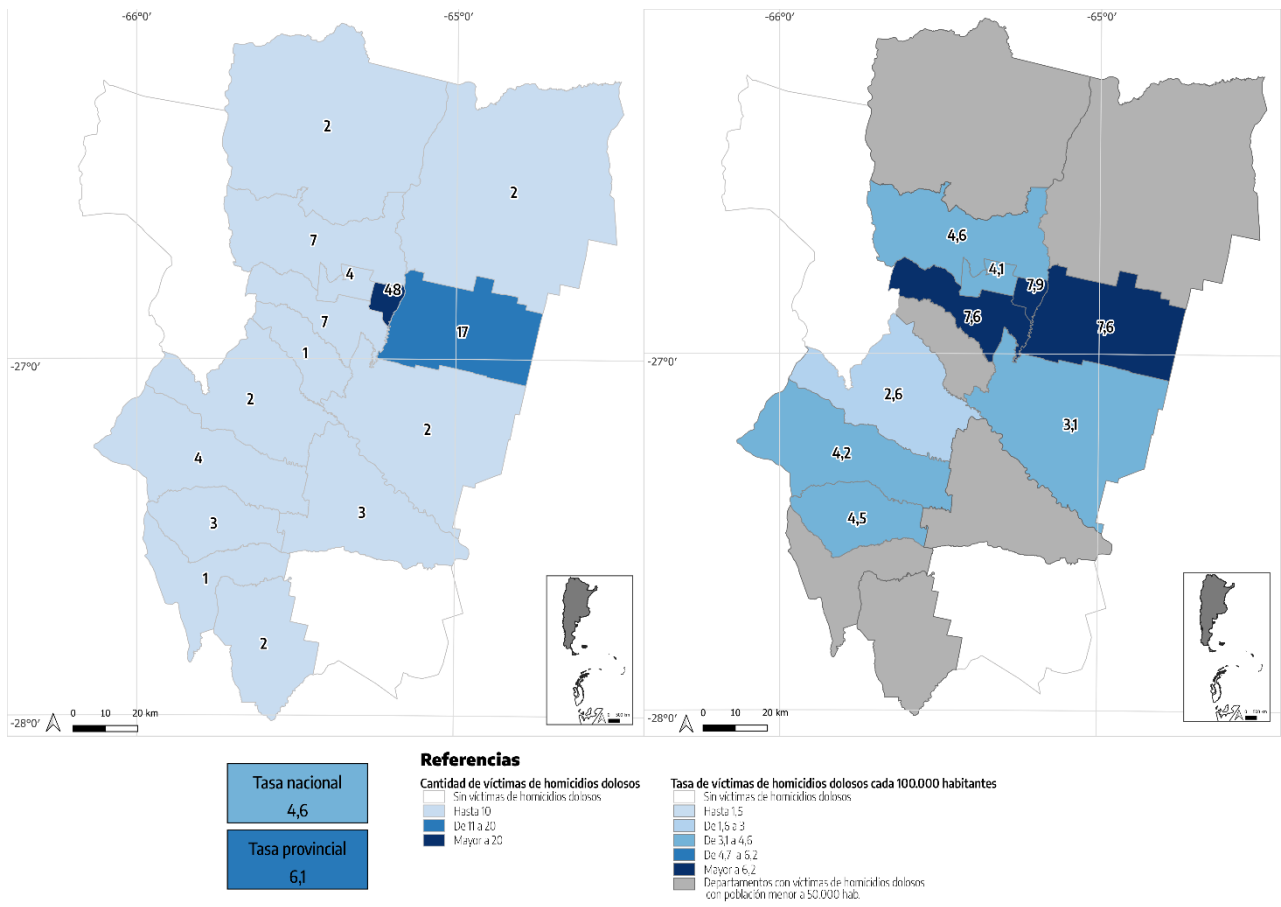 -66°0'
-65°0'
-66°0'
-65°0'
2
2
7
4
48
7
17
1
2
2
4
3
3
1
2
-27°0'
-28°0'
0 10 20 km
4,6
4,1
7,9
7,6
7,6
2,6
3,1
4,2
4,5
-27°0'
-28°0'
0 10 20 km
Tasa nacional
4,6
Tasa provincial
6,1
Referencias
Cantidad de víctimas de homicidios dolosos
Sin víctimas de homicidios dolosos
Hasta 10
De 11 a 20
Mayor a 20
Tasa de víctimas de homicidios dolosos cada 100.000 habitantes
Sin víctimas de homicidios dolosos
Hasta 1,5
De 1,6 a 3
De 3,1 a 4,6
De 4,7 a 6,2
Mayor a 6,2
Departamentos con víctimas de homicidios dolosos
con población menor a 50.000 hab.